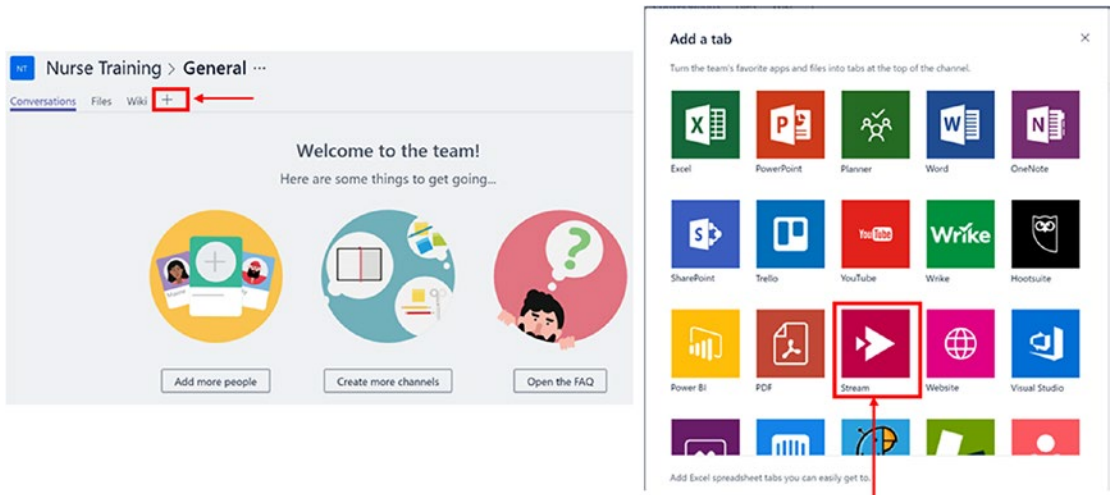 NT
Nurse Training > General ···
Conversations Files Wiki +
Welcome to the team!
Here are some things to get going...
Add more people
Create more channels
Open the FAQ
Add a tab
Turn the team's favorite apps and files into tabs at the top of the channel.
Excel PowerPoint Planner Word OneNote
YouTube
Wrike
SharePoint Trello YouTube Wrike Hootsuite
Power BI PDF Stream Website Visual Studio
Add Excel spreadsheet tabs you can easily get to.